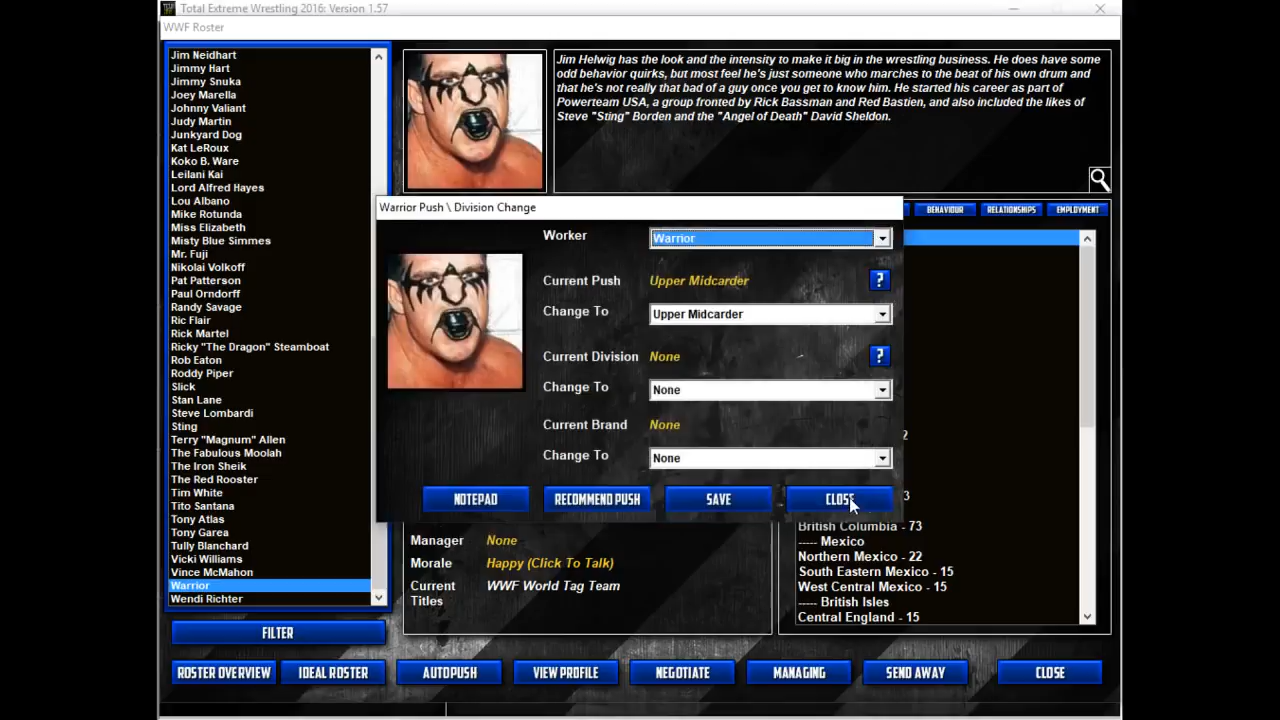 Total Extreme Wrestling 2016: Version 1.57
WWF Roster
Jim Neidhart
Jimmy Hart
Jimmy Snuka
Joey Marella
Johnny Valiant
Judy Martin
Junkyard Dog
Kat LeRoux
Koko B. Ware
Leilani Kai
Lord Alfred Hayes
Lou Albano
Mike Rotunda
Miss Elizabeth
Misty Blue Simmes
Mr. Fuji
Nikolai Volkoff
Pat Patterson
Paul Orndorff
Randy Savage
Ric Flair
Rick Martel
Ricky "The Dragon" Steamboat
Rob Eaton
Roddy Piper
Slick
Stan Lane
Steve Lombardi
Sting
Terry "Magnum" Allen
The Fabulous Moolah
The Iron Sheik
The Red Rooster
Tim White
Tito Santana
Tony Atlas
Tony Garea
Tully Blanchard
Vicki Williams
Vince McMahon
Warrior
Wendi Richter
FILTER
Jim Helwig has the look and the intensity to make it big in the wrestling business. He does have some
odd behavior quirks, but most feel he's just someone who marches to the beat of his own drum and
that he's not really that bad of a guy once you get to know him. He started his career as part of
Powerteam USA, a group fronted by Rick Bassman and Red Bastien, and also included the likes of
Steve "Sting" Borden and the "Angel of Death" David Sheldon.
BEHAVIOUR RELATIONSHIPS EMPLOYMENT
Warrior Push \ Division Change
Worker Warrior
Current Push Upper Midcarder ?
Change To Upper Midcarder
Current Division None ?
Change To None
Current Brand None
Change To None
NOTEPAD RECOMMEND PUSH SAVE CLOSE
2
3
British Columbia - 73
----- Mexico
Northern Mexico - 22
South Eastern Mexico - 15
West Central Mexico - 15
----- British Isles
Central England - 15
Manager None
Morale Happy (Click To Talk)
Current WWF World Tag Team
Titles
ROSTER OVERVIEW IDEAL ROSTER AUTOPUSH VIEW PROFILE NEGOTIATE MANAGING SEND AWAY CLOSE